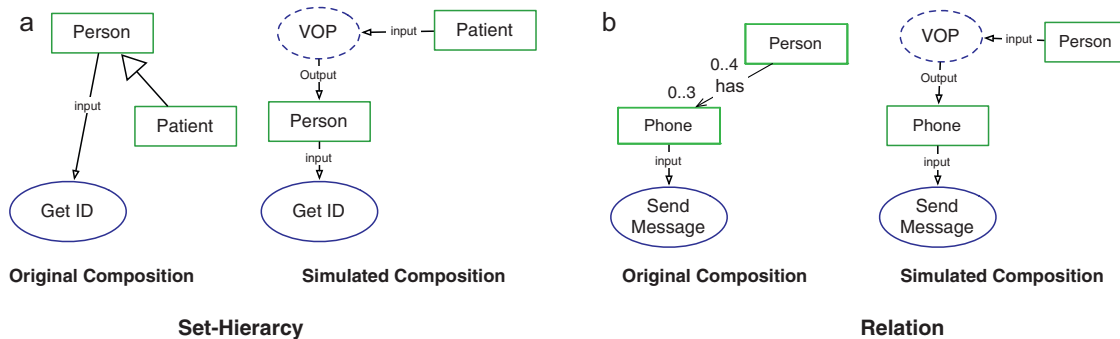 a
Person
input
Patient
Get ID
Original Composition
VOP
input
Patient
Output
Person
input
Get ID
Simulated Composition
Set-Hierarcy
b
Person
0..4
has
0..3
Phone
input
Send
Message
Original Composition
VOP
input
Person
Output
Phone
input
Send
Message
Simulated Composition
Relation